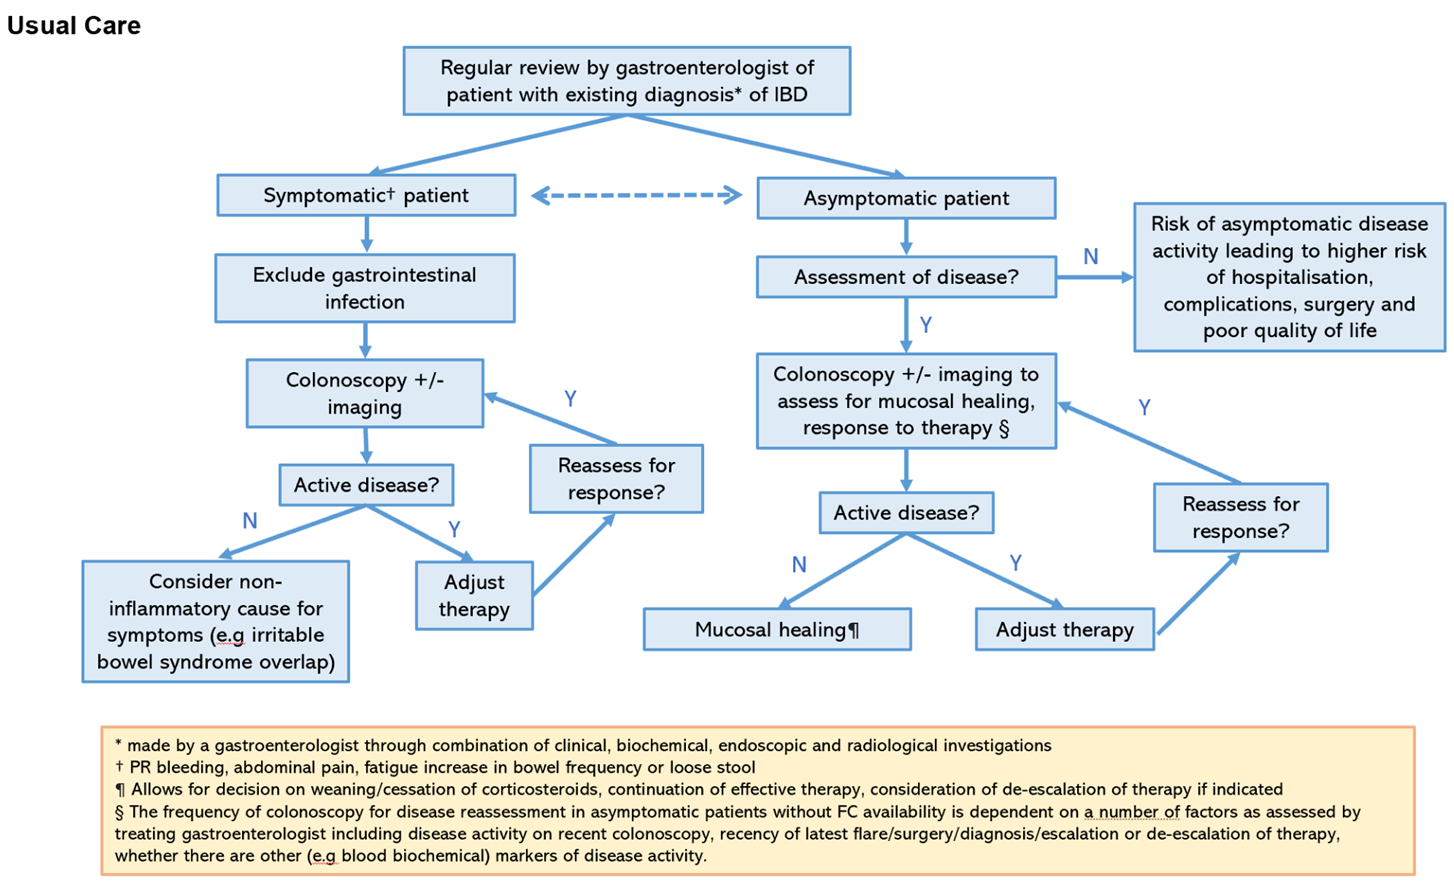 Usual Care
Regular review by gastroenterologist of
patient with existing diagnosis* of IBD
Symptomatic† patient
Asymptomatic patient
Exclude gastrointestinal
infection
Assessment of disease?
N
Risk of asymptomatic disease
activity leading to higher risk
of hospitalisation,
complications, surgery and
poor quality of life
Y
Colonoscopy +/-
imaging
Y
Colonoscopy +/- imaging to
assess for mucosal healing,
response to therapy §
Y
Active disease?
Reassess for
response?
Active disease?
Reassess for
response?
N
Y
N
Y
Consider non-
inflammatory cause for
symptoms (e.g irritable
bowel syndrome overlap)
Adjust
therapy
Mucosal healing¶
Adjust therapy
* made by a gastroenterologist through combination of clinical, biochemical, endoscopic and radiological investigations
† PR bleeding, abdominal pain, fatigue increase in bowel frequency or loose stool
¶ Allows for decision on weaning/cessation of corticosteroids, continuation of effective therapy, consideration of de-escalation of therapy if indicated
§ The frequency of colonoscopy for disease reassessment in asymptomatic patients without FC availability is dependent on a number of factors as assessed by
treating gastroenterologist including disease activity on recent colonoscopy, recency of latest flare/surgery/diagnosis/escalation or de-escalation of therapy,
whether there are other (e.g blood biochemical) markers of disease activity.